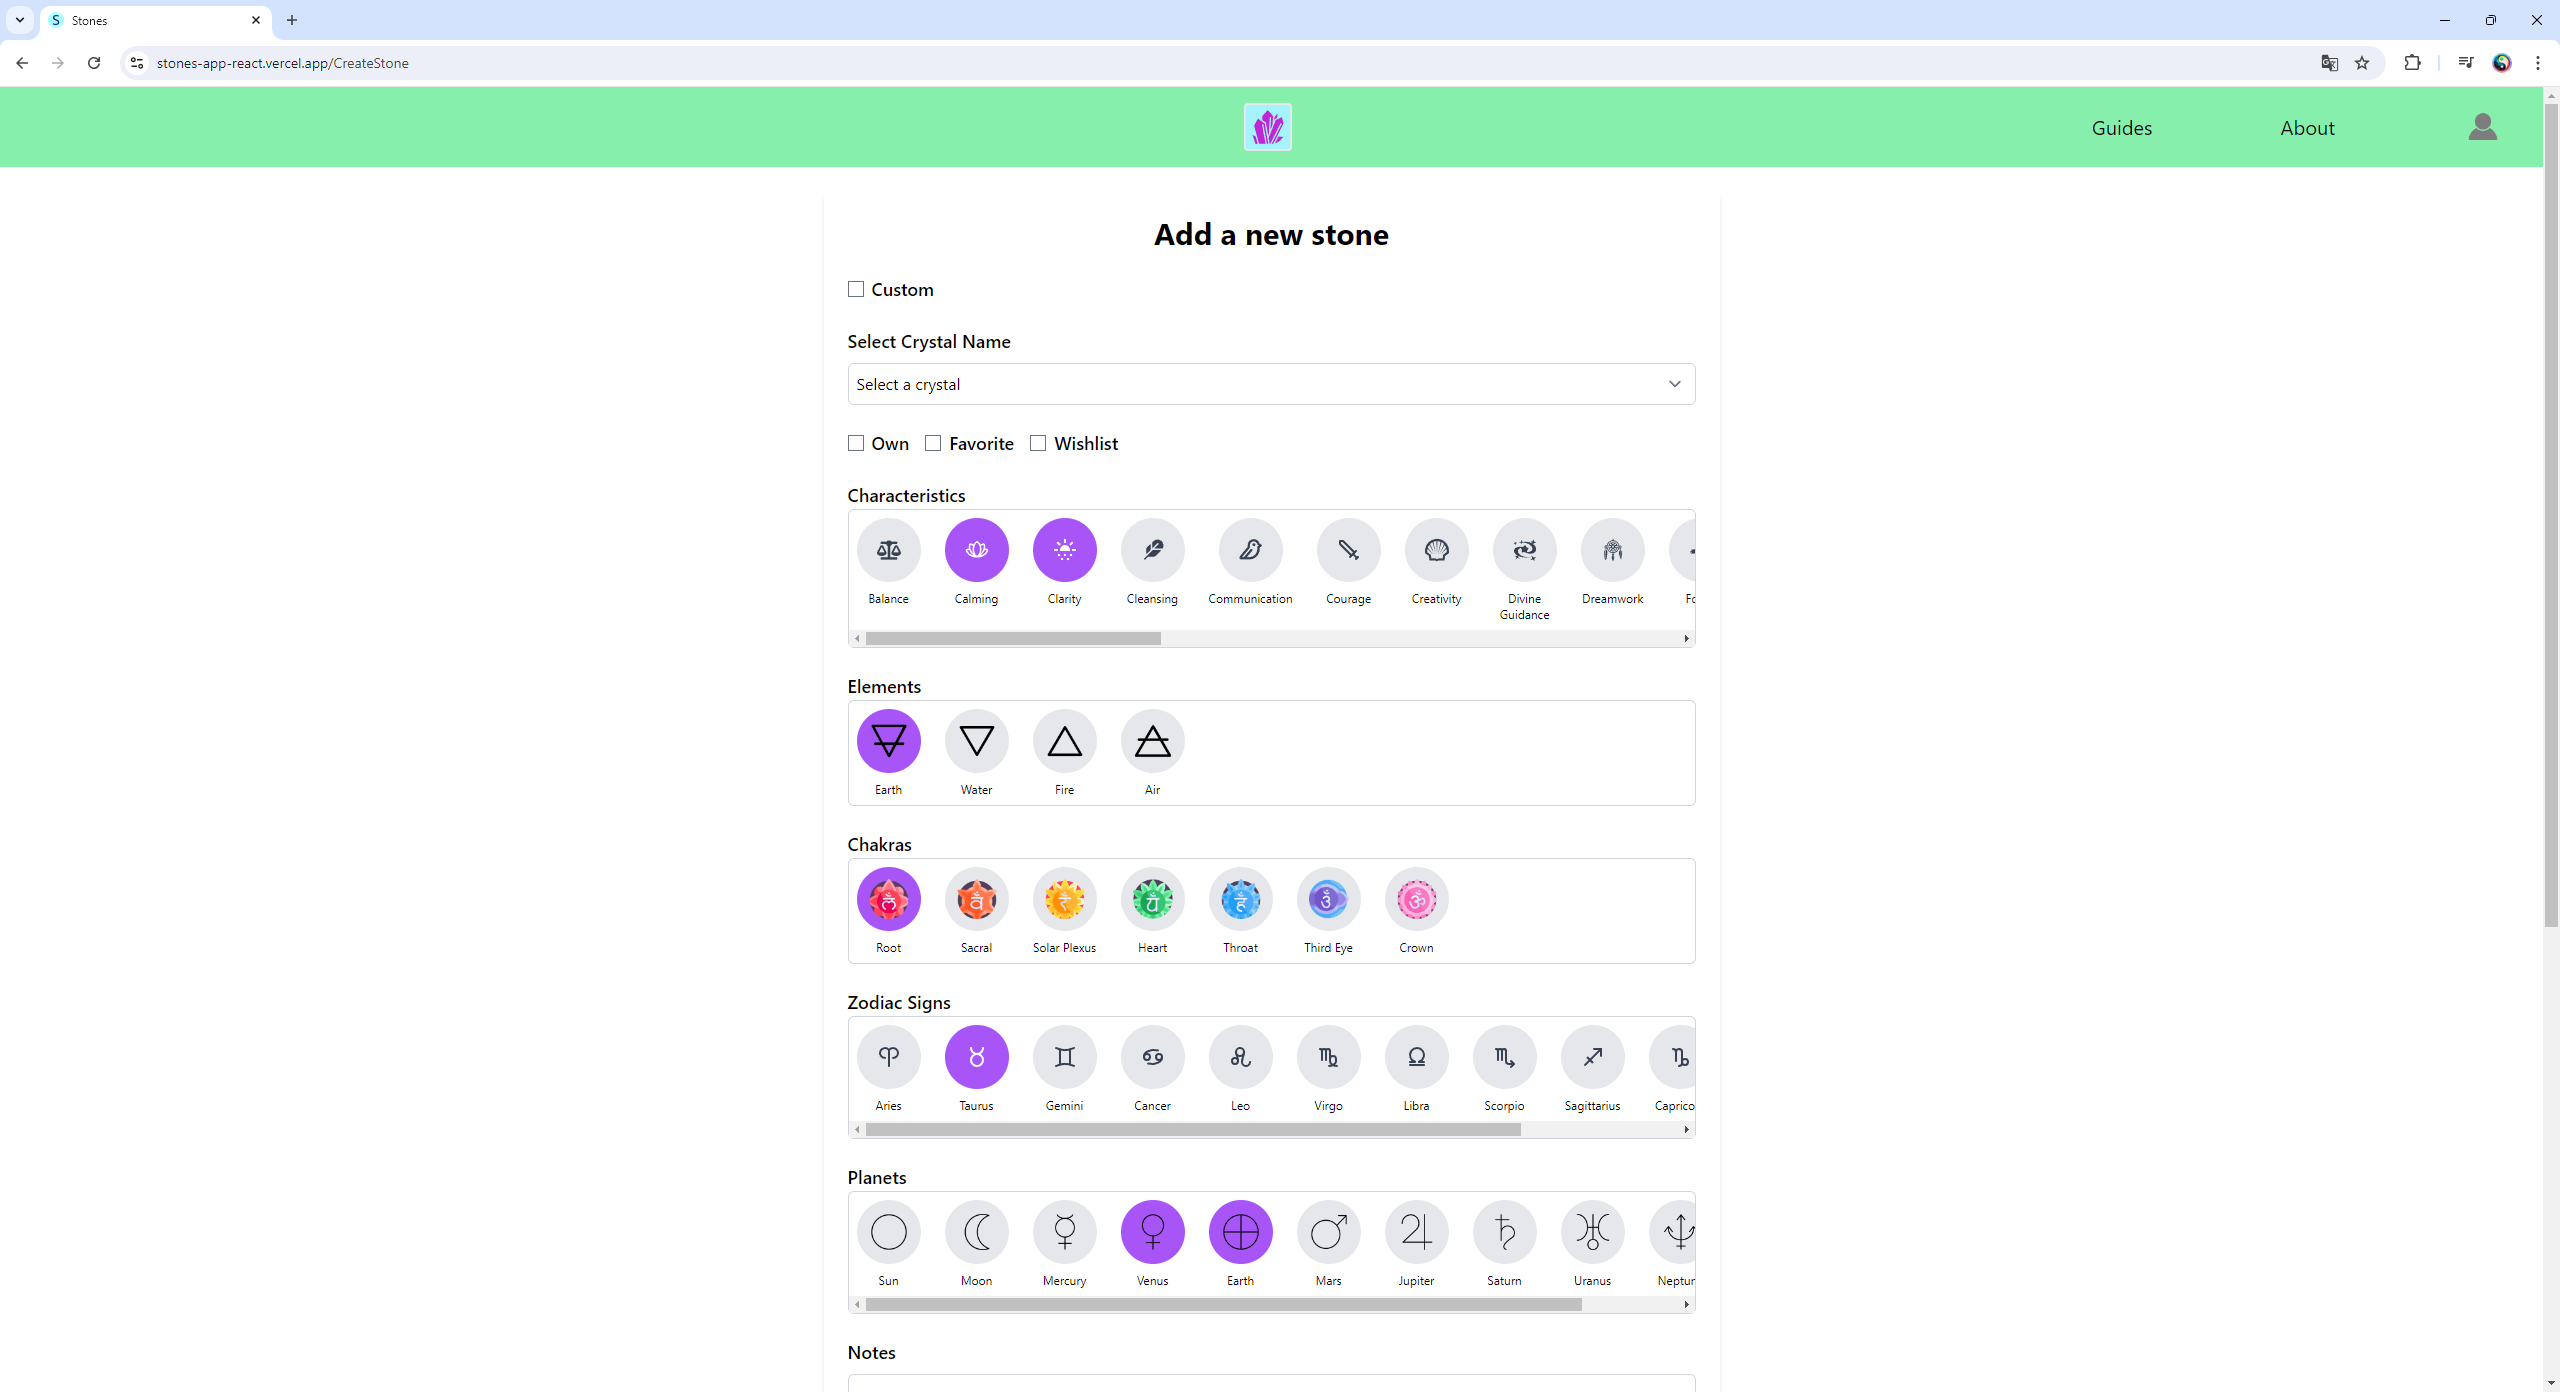 Stones
stones-app-react.vercel.app/CreateStone
Guides About
Add a new stone
Custom
Select Crystal Name
Select a crystal
Own Favorite Wishlist
Characteristics
Balance Calming Clarity Cleansing Communication Courage Creativity Divine Guidance Dreamwork Fo
Elements
Earth Water Fire Air
Chakras
Root Sacral Solar Plexus Heart Throat Third Eye Crown
Zodiac Signs
Aries Taurus Gemini Cancer Leo Virgo Libra Scorpio Sagittarius Caprico
Planets
Sun Moon Mercury Venus Earth Mars Jupiter Saturn Uranus Neptun
Notes